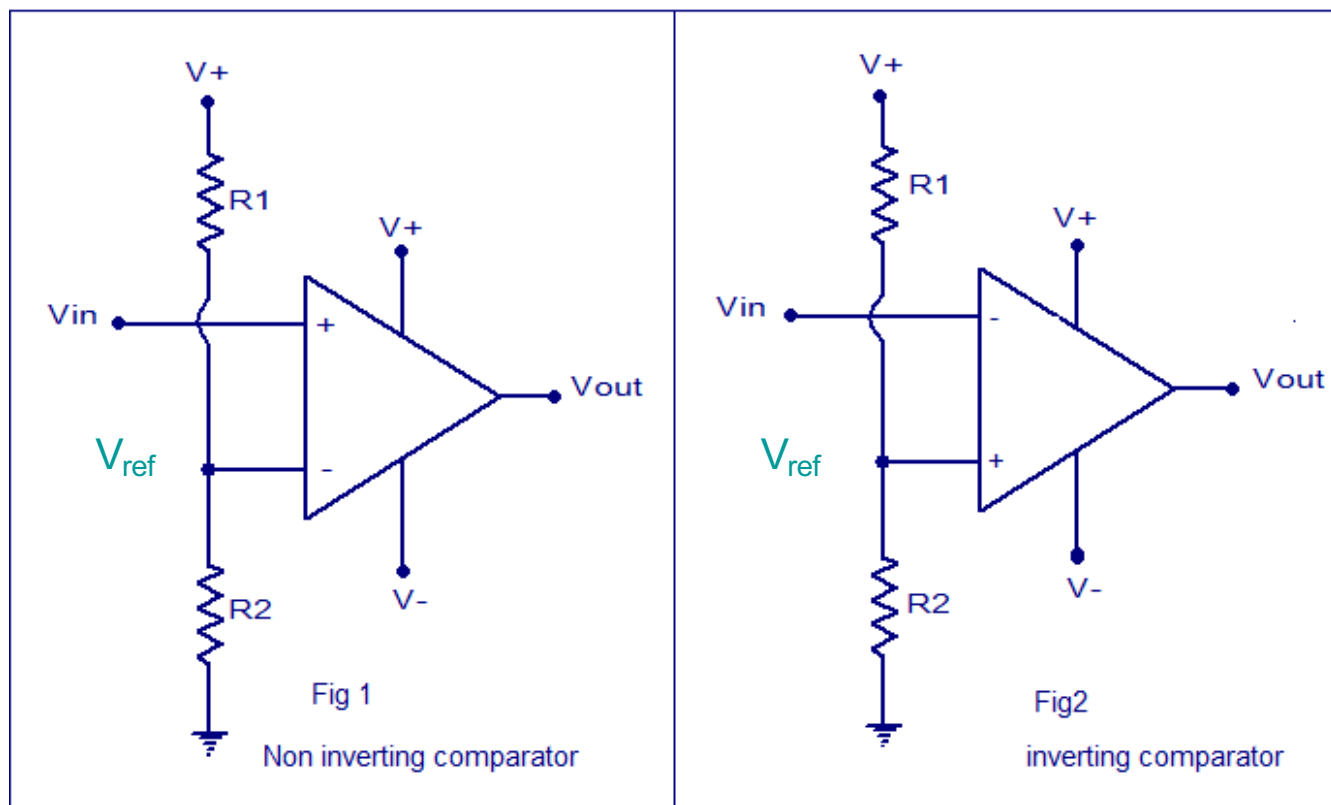 V+
R1
V+
Vin
+
Vout
Vref
-
R2
V-
Fig 1
Non inverting comparator
V+
R1
V+
Vin
-
Vout
Vref
+
R2
V-
Fig2
inverting comparator